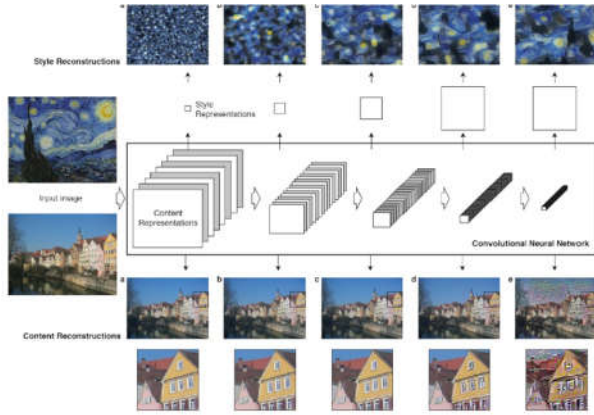 a b c d e
Style Reconstructions
Style
Representations
Input image
Content
Representations
Convolutional Neural Network
a b c d e
Content Reconstructions